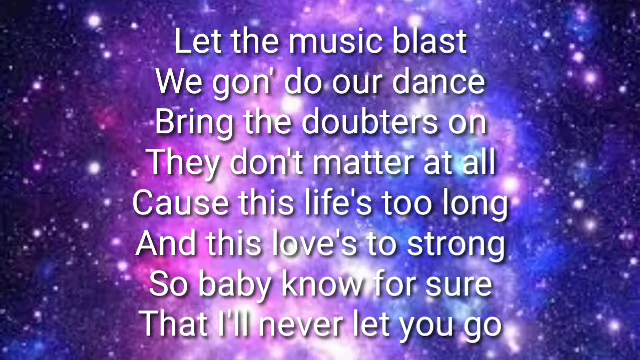 Let the music blast
We gon' do our dance
Bring the doubters on
They don't matter at all
Cause this life's too long
And this love's to strong
So baby know for sure
That I'll never let you go